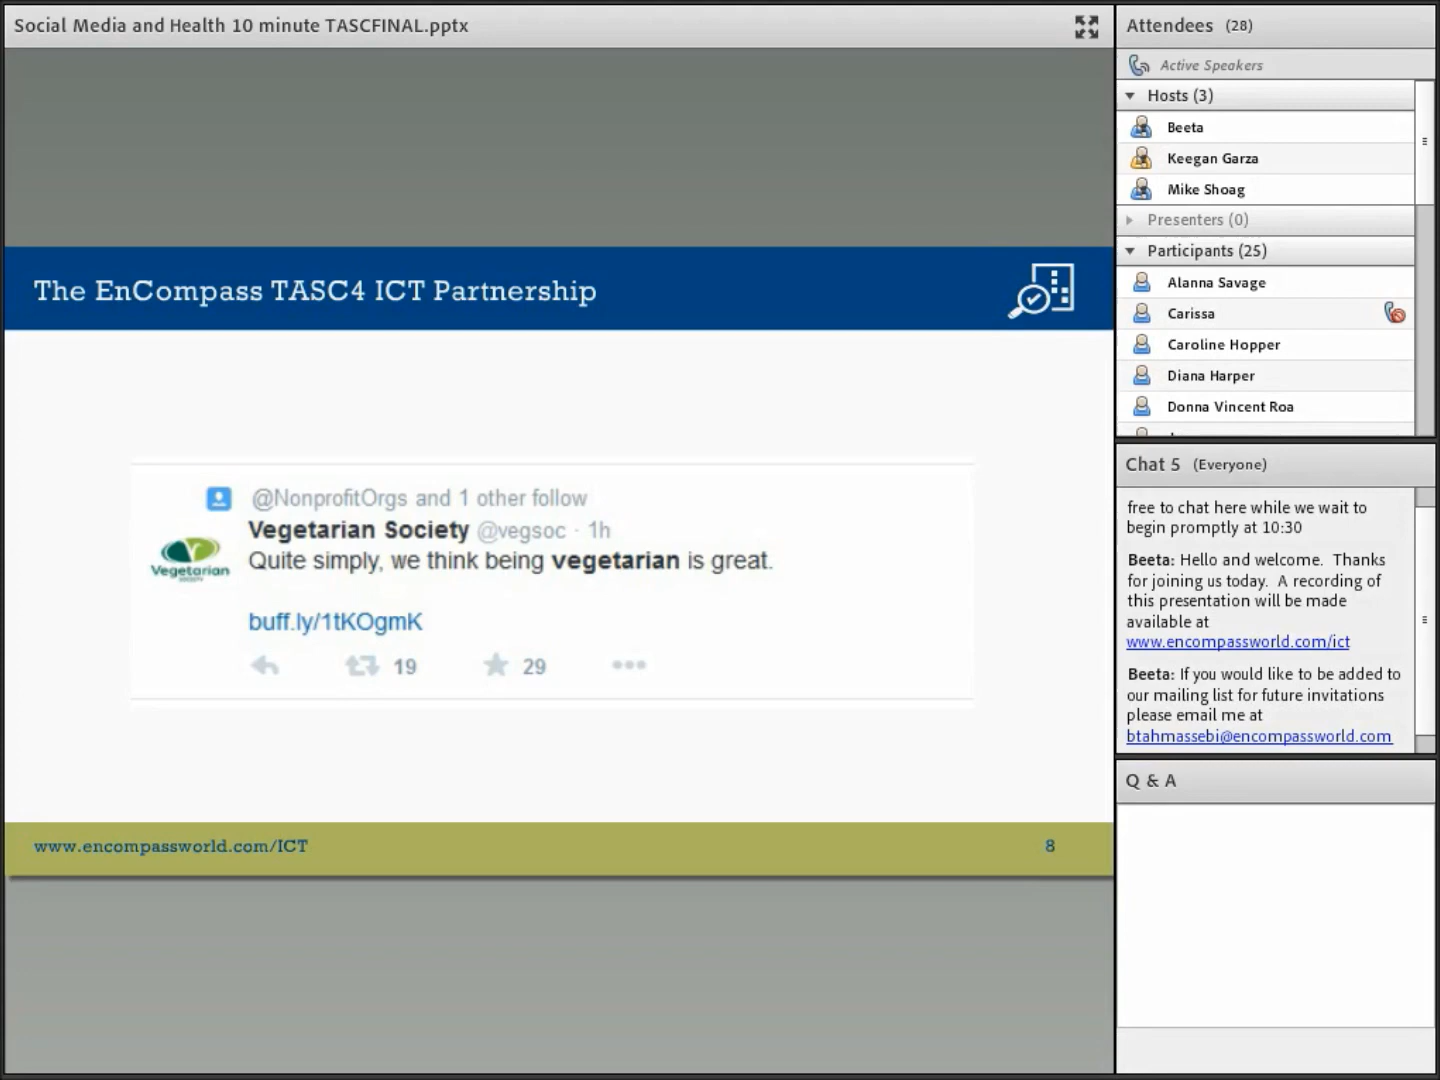 Social Media and Health 10 minute TASCFINAL.pptx
The EnCompass TASC4 ICT Partnership
@NonprofitOrgs and 1 other follow
Vegetarian Society @vegsoc · 1h
Quite simply, we think being vegetarian is great.
buff.ly/1tKOgmK
19 29
Vegetarian
SOCIETY
www.encompassworld.com/ICT
8
Attendees (28)
Active Speakers
Hosts (3)
Beeta
Keegan Garza
Mike Shoag
Presenters (0)
Participants (25)
Alanna Savage
Carissa
Caroline Hopper
Diana Harper
Donna Vincent Roa
Chat 5 (Everyone)
free to chat here while we wait to
begin promptly at 10:30
Beeta: Hello and welcome. Thanks
for joining us today. A recording of
this presentation will be made
available at
www.encompassworld.com/ict
Beeta: If you would like to be added to
our mailing list for future invitations
please email me at
btahmassebi@encompassworld.com
Q & A